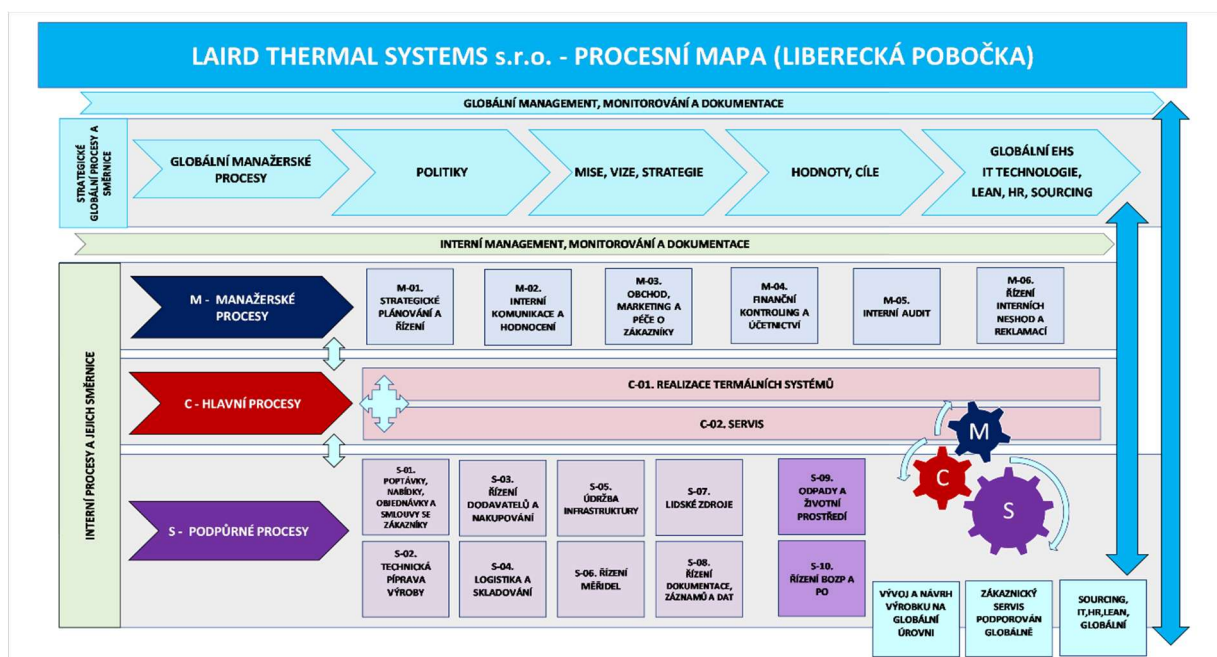 LAIRD THERMAL SYSTEMS s.r.o. - PROCESNÍ MAPA (LIBERECKÁ POBOČKA)
GLOBÁLNÍ MANAGEMENT, MONITOROVÁNÍ A DOKUMENTACE
STRATEGICKÉ
GLOBÁLNÍ PROCESY A
SMĚRNICE
GLOBÁLNÍ MANAŽERSKÉ
PROCESY
POLITIKY
MISE, VIZE, STRATEGIE
HODNOTY, CÍLE
GLOBÁLNÍ EHS
IT TECHNOLOGIE,
LEAN, HR, SOURCING
INTERNÍ MANAGEMENT, MONITOROVÁNÍ A DOKUMENTACE
INTERNÍ PROCESY A JEJICH SMĚRNICE
M - MANAŽERSKÉ
PROCESY
M-01.
STRATEGICKÉ
PLÁNOVÁNÍ A
ŘÍZENÍ
M-02.
INTERNÍ
KOMUNIKACE A
HODNOCENÍ
M-03.
OBCHOD,
MARKETING A
PÉČE O
ZÁKAZNÍKY
M-04.
FINANČNÍ
KONTROLING A
ÚČETNICTVÍ
M-05.
INTERNÍ AUDIT
M-06.
ŘÍZENÍ
INTERNÍCH
NESHOD A
REKLAMACÍ
C - HLAVNÍ PROCESY
C-01. REALIZACE TERMÁLNÍCH SYSTÉMŮ
C-02. SERVIS
M
C
S
S - PODPŮRNÉ PROCESY
S-01.
POPTÁVKY,
NABÍDKY,
OBJEDNÁVKY A
SMLOUVY SE
ZÁKAZNÍKY
S-03.
ŘÍZENÍ
DODAVATELŮ A
NAKUPOVÁNÍ
S-05.
ÚDRŽBA
INFRASTRUKTURY
S-07.
LIDSKÉ ZDROJE
S-09.
ODPADY A
ŽIVOTNÍ
PROSTŘEDÍ
S-02.
TECHNICKÁ
PÍPRAVA
VÝROBY
S-04.
LOGISTIKA A
SKLADOVÁNÍ
S-06. ŘÍZENÍ
MĚŘIDEL
S-08.
ŘÍZENÍ
DOKUMENTACE,
ZÁZNAMŮ A DAT
S-10.
ŘÍZENÍ BOZP A
PO
VÝVOJ A NÁVRH
VÝROBKU NA
GLOBÁLNÍ
ÚROVNI
ZÁKAZNICKÝ
SERVIS
PODPOROVÁN
GLOBÁLNĚ
SOURCING,
IT,HR,LEAN,
GLOBÁLNÍ